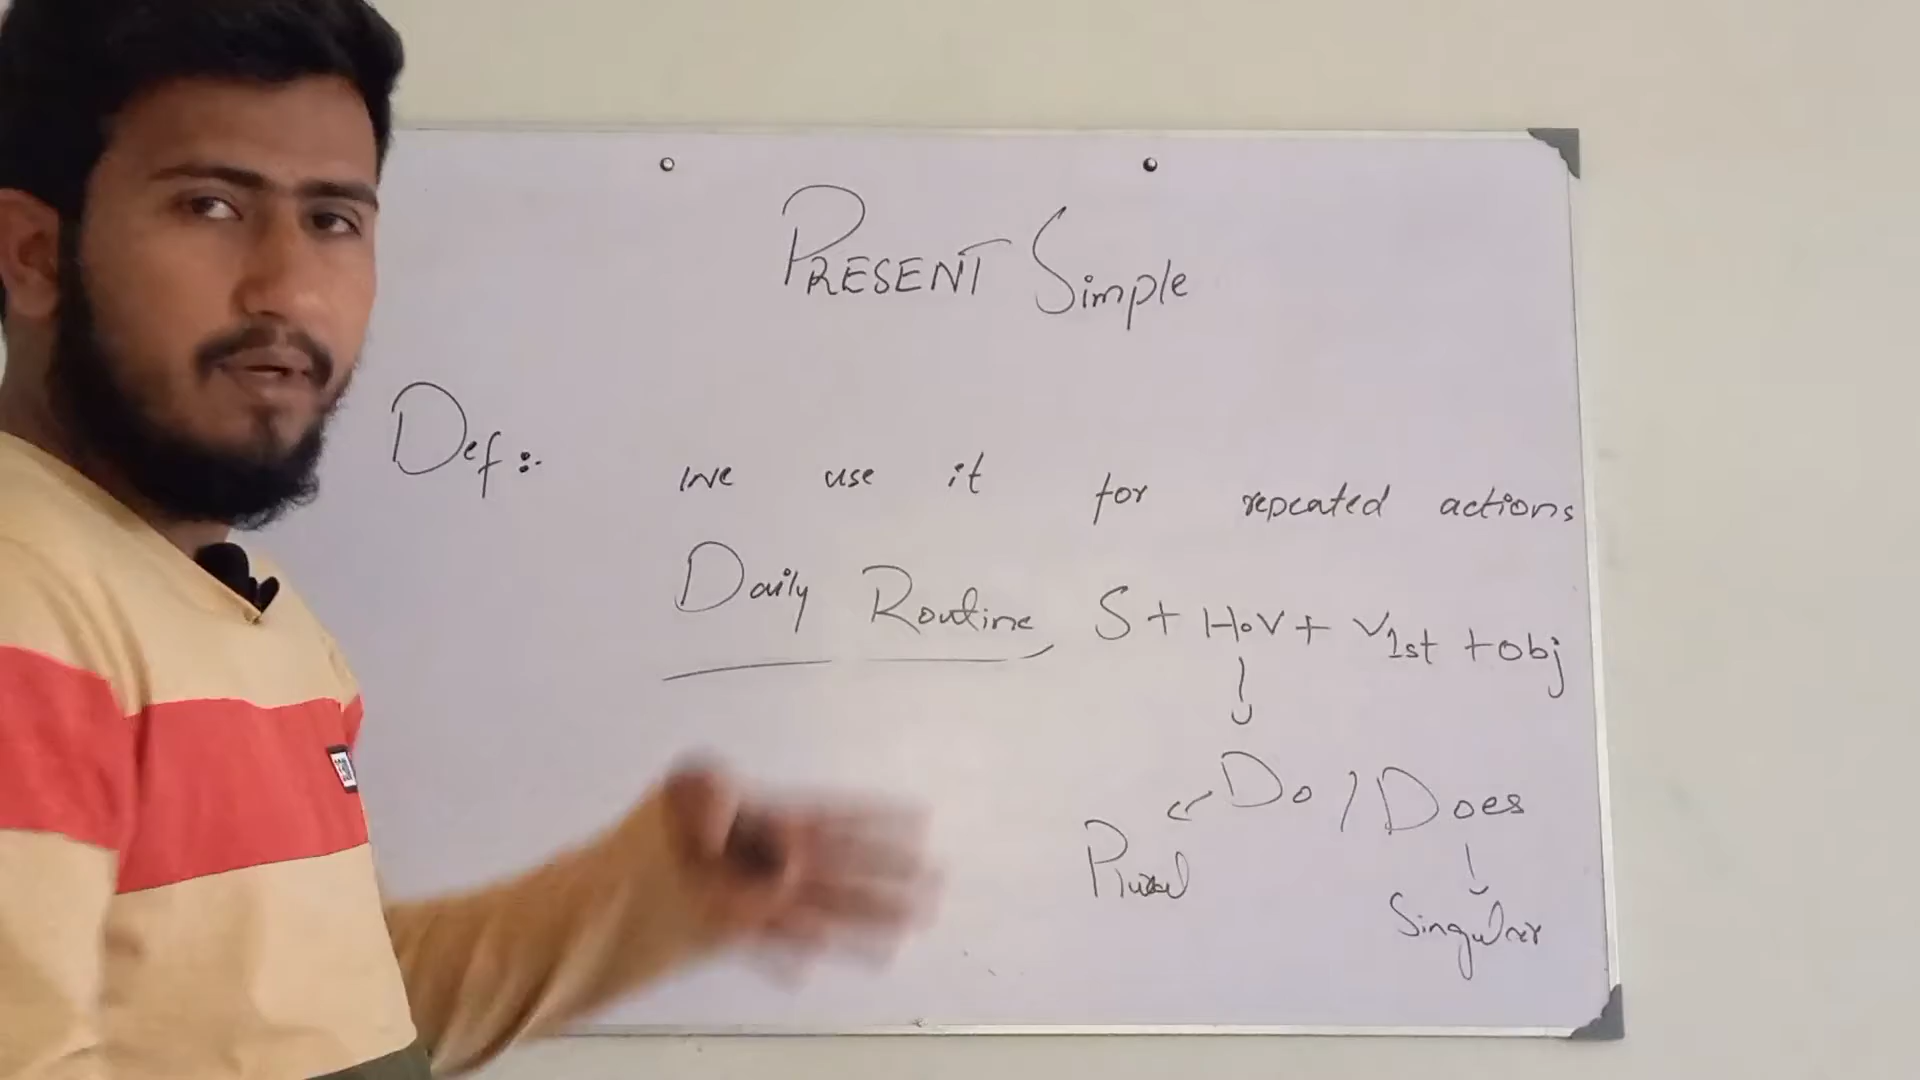 PRESENT Simple
Def:- we use it for repeated actions
Daily Routine, S + H.V + V1st + obj
Do / Does
Plural
Singular